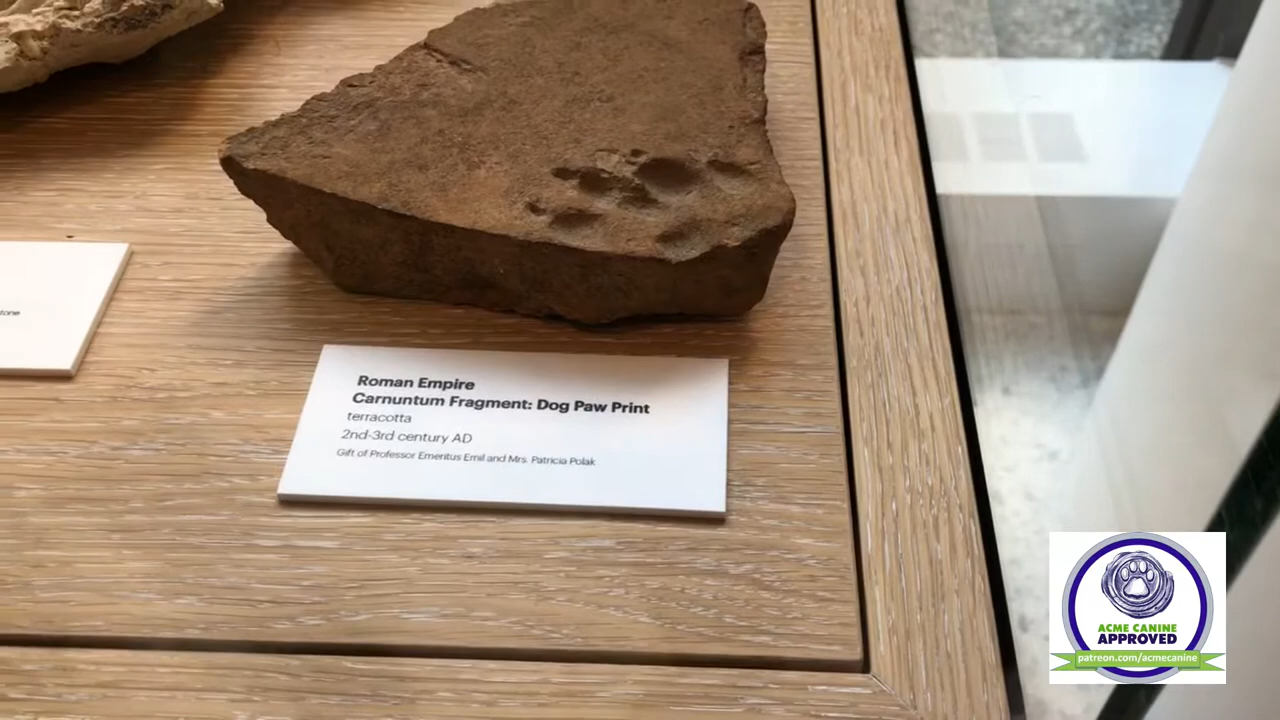 tone
Roman Empire
Carnuntum Fragment: Dog Paw Print
terracotta
2nd-3rd century AD
Gift of Professor Emeritus Emil and Mrs. Patricia Polak
ACME CANINE
APPROVED
patreon.com/acmecanine